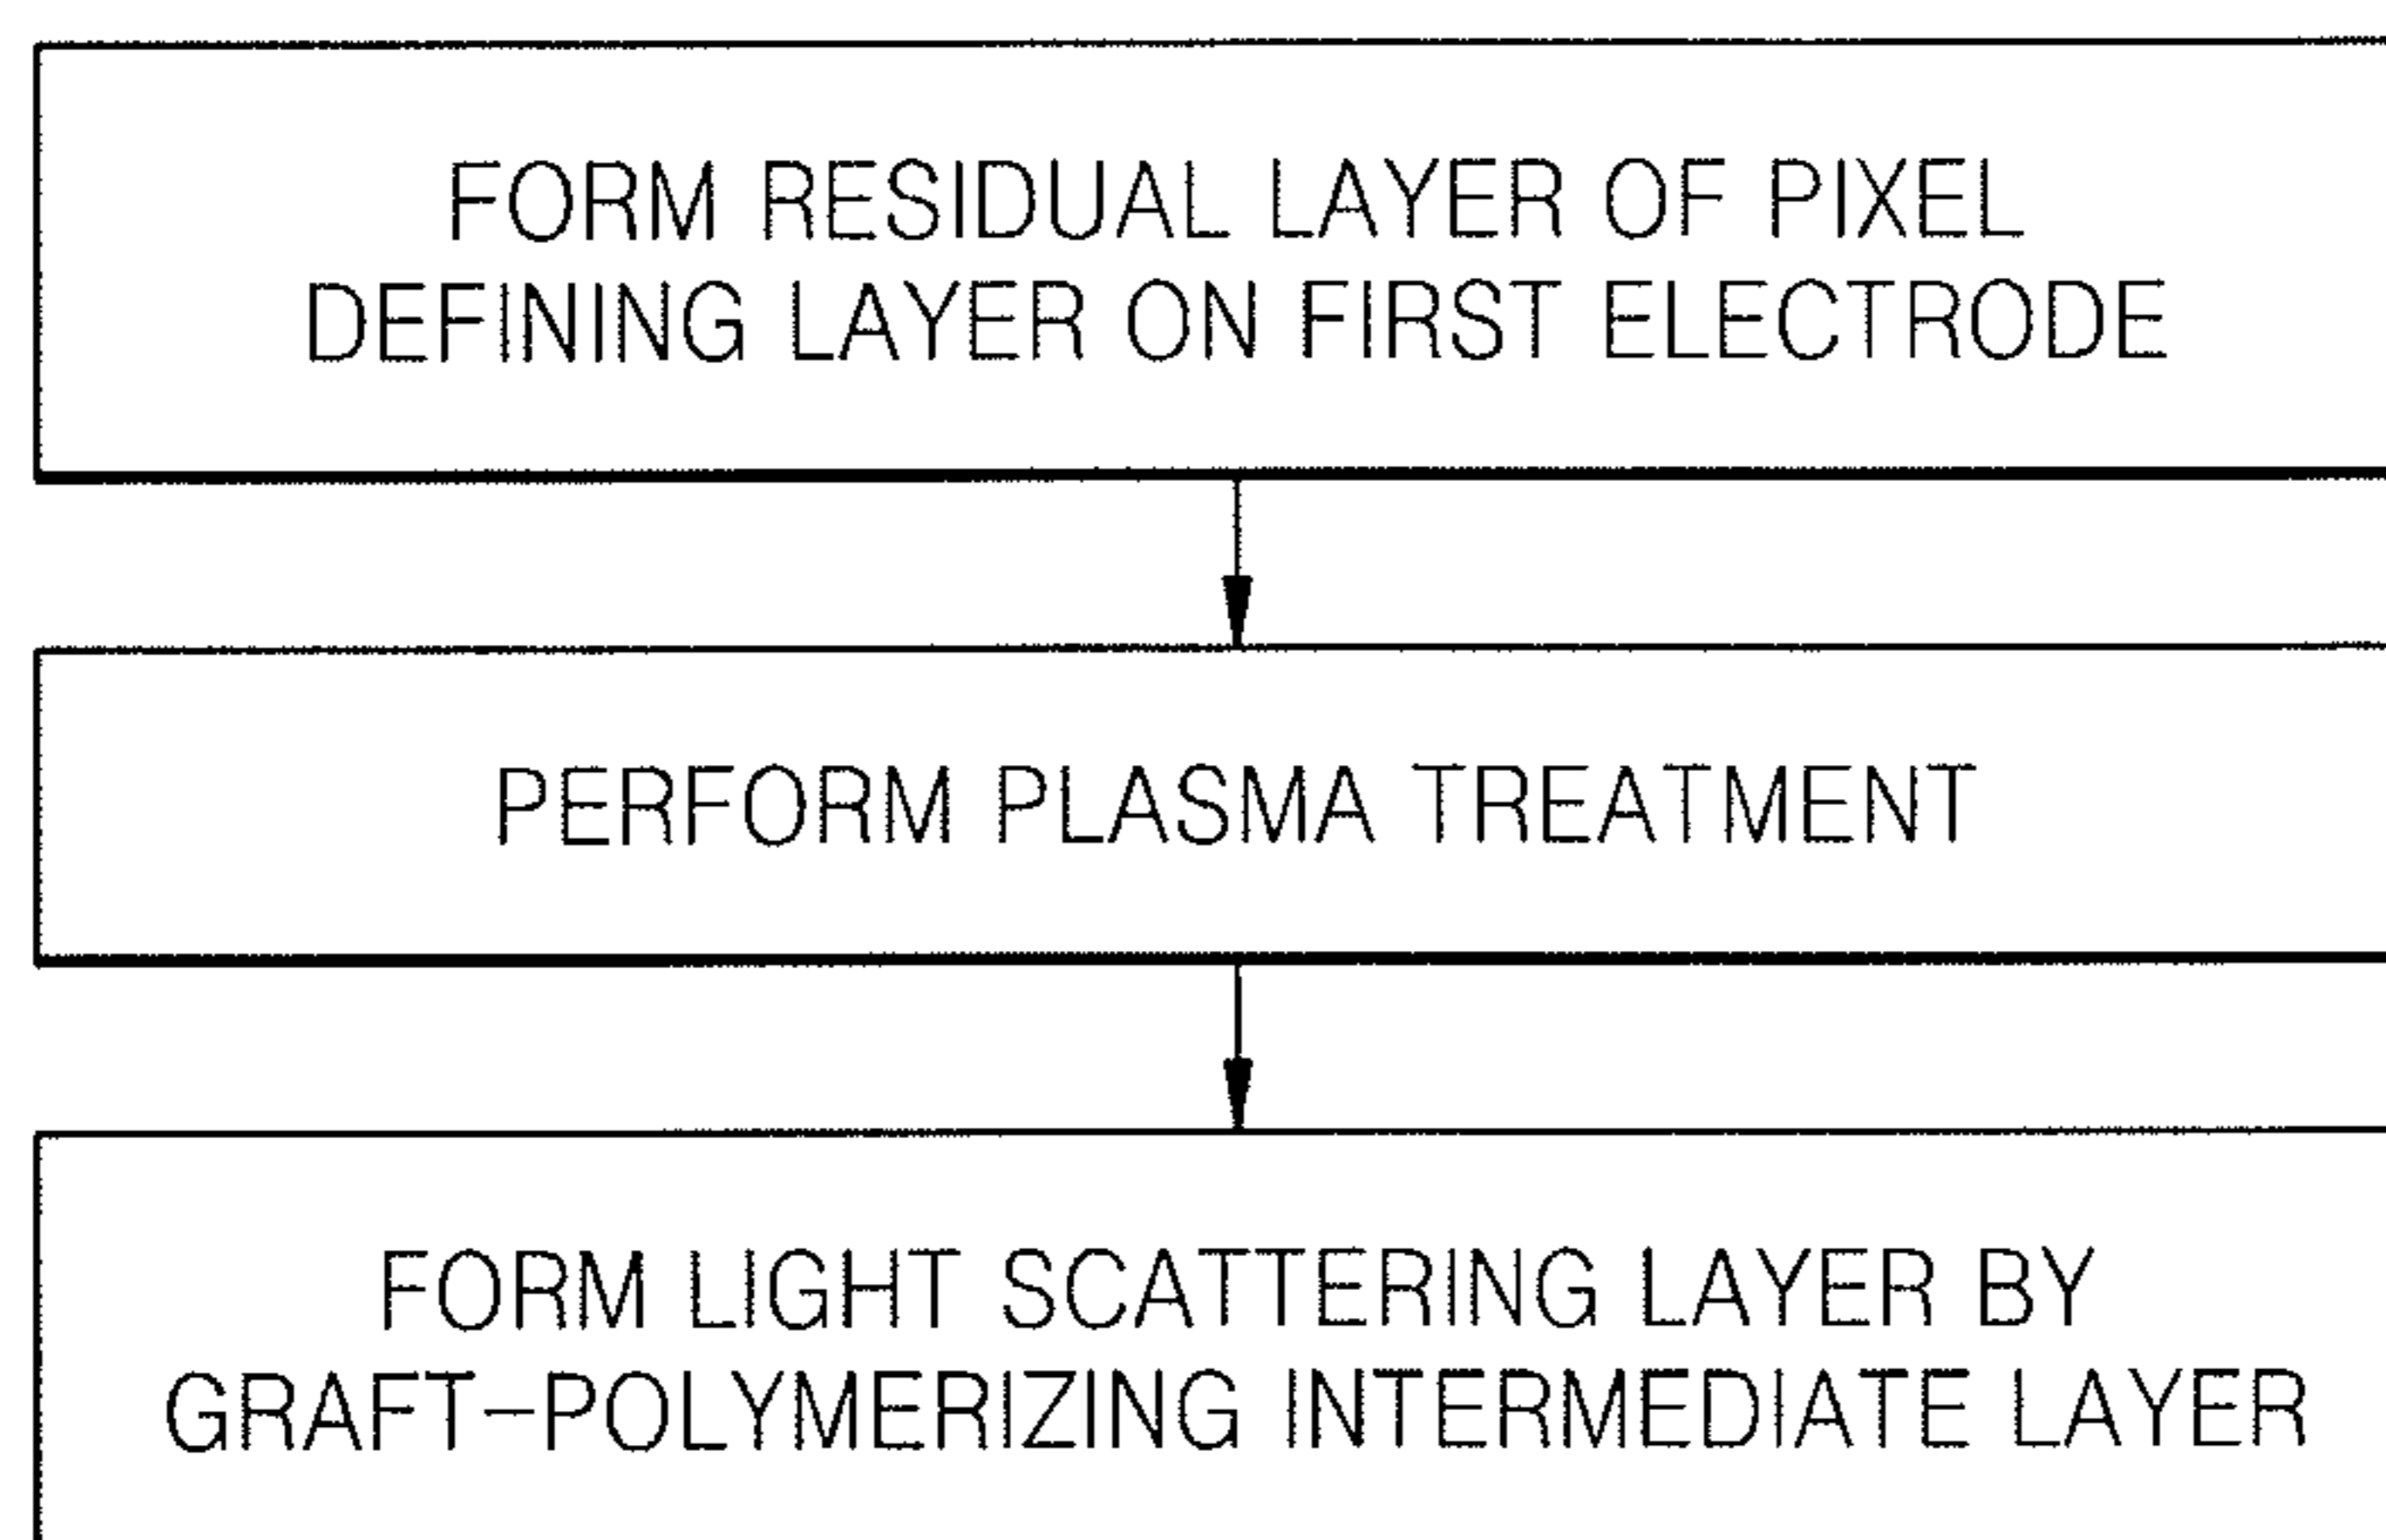 FORM RESIDUAL LAYER OF PIXEL
DEFINING LAYER ON FIRST ELECTRODE
PERFORM PLASMA TREATMENT
FORM LIGHT SCATTERING LAYER BY
GRAFT-POLYMERIZING INTERMEDIATE LAYER